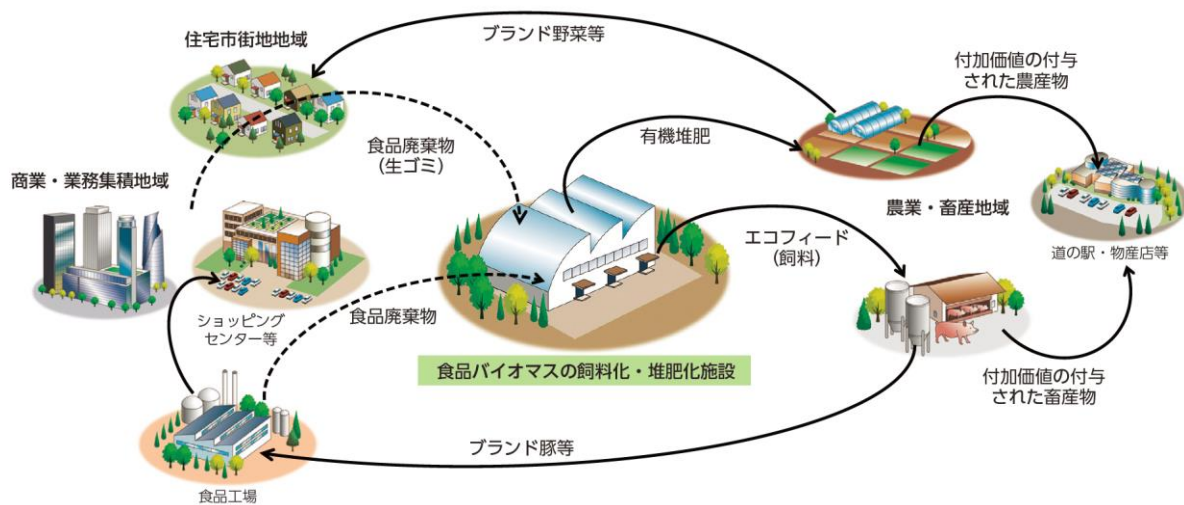 住宅市街地地域
ブランド野菜等
付加価値の付与
された農産物
食品廃棄物
(生ゴミ)
有機堆肥
商業・業務集積地域
農業・畜産地域
エコフィード
(飼料)
道の駅・物産店等
ショッピング
センター等
食品廃棄物
食品バイオマスの飼料化・堆肥化施設
付加価値の付与
された畜産物
ブランド豚等
食品工場